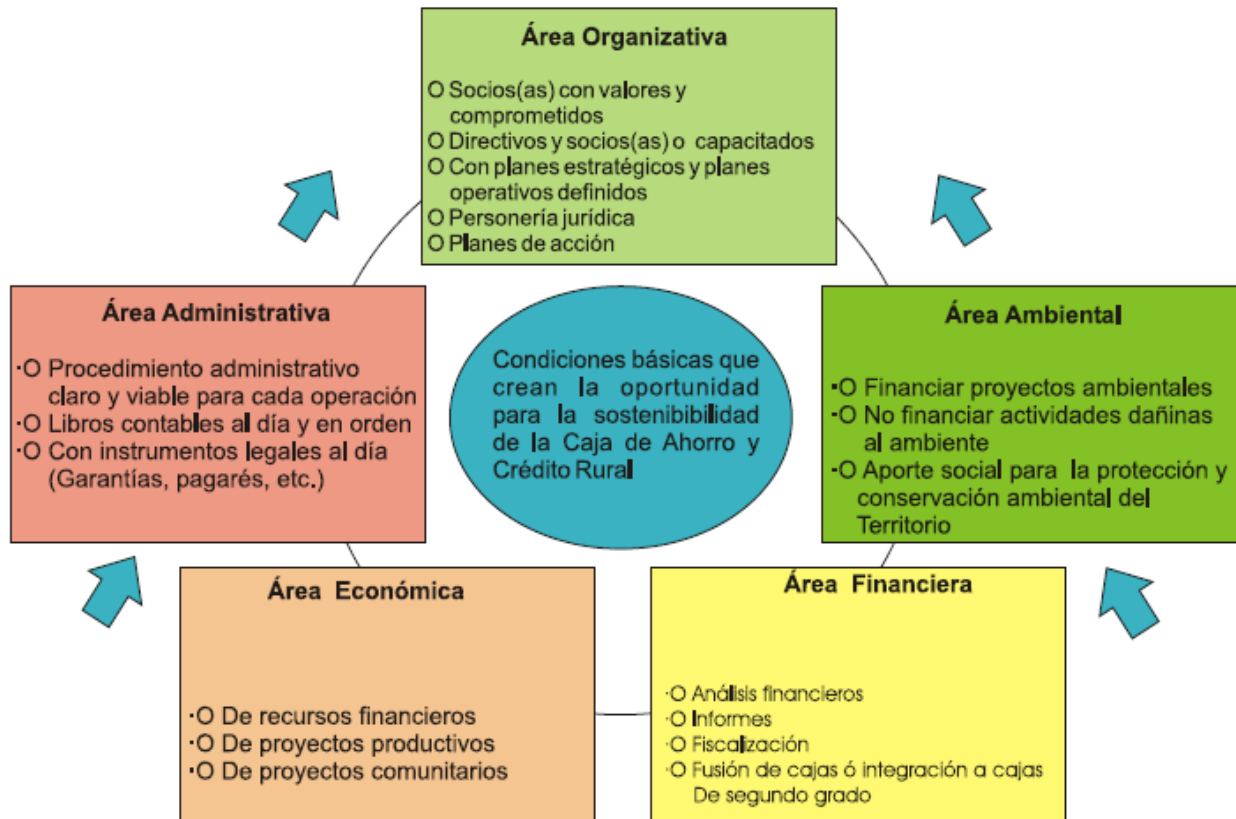 Área Organizativa
O Socios(as) con valores y
comprometidos
O Directivos y socios(as) o capacitados
O Con planes estratégicos y planes
operativos definidos
O Personería jurídica
O Planes de acción
Área Administrativa
·O Procedimiento administrativo
claro y viable para cada operación
·O Libros contables al día y en orden
·O Con instrumentos legales al día
(Garantías, pagarés, etc.)
Condiciones básicas que
crean la oportunidad
para la sostenibibilidad
de la Caja de Ahorro y
Crédito Rural
Área Ambiental
·O Financiar proyectos ambientales
·O No financiar actividades dañinas
al ambiente
·O Aporte social para la protección y
conservación ambiental del
Territorio
Área Económica
·O De recursos financieros
·O De proyectos productivos
·O De proyectos comunitarios
Área Financiera
·O Análisis financieros
·O Informes
·O Fiscalización
·O Fusión de cajas ó integración a cajas
De segundo grado